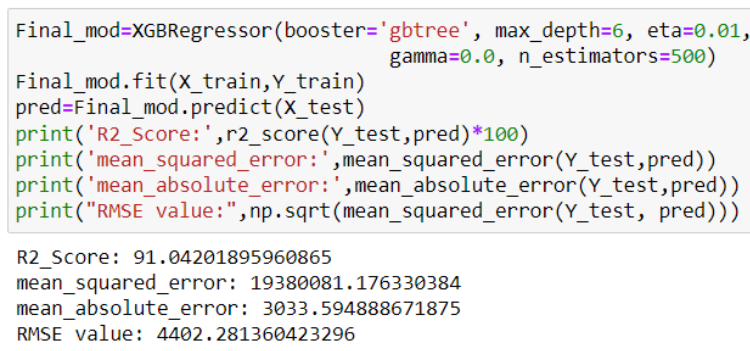 Final_mod=XGBRegressor(booster='gbtree', max_depth=6, eta=0.01,
gamma=0.0, n_estimators=500)
Final_mod.fit(X_train,Y_train)
pred=Final_mod.predict(X_test)
print('R2_Score:',r2_score(Y_test,pred)*100)
print('mean_squared_error:',mean_squared_error(Y_test,pred))
print('mean_absolute_error:',mean_absolute_error(Y_test,pred))
print("RMSE value:",np.sqrt(mean_squared_error(Y_test, pred)))
R2_Score: 91.04201895960865
mean_squared_error: 19380081.176330384
mean_absolute_error: 3033.594888671875
RMSE value: 4402.281360423296